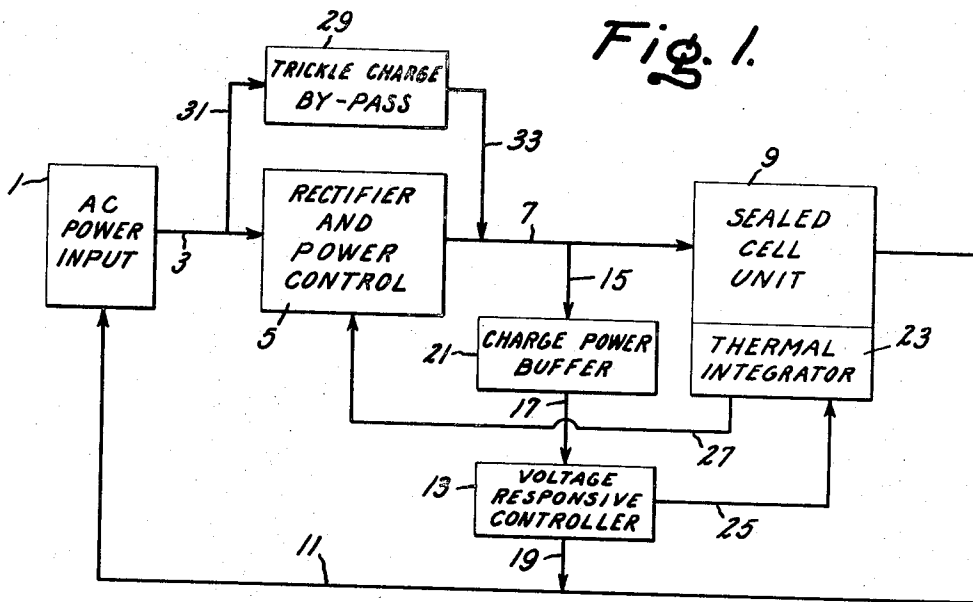 Fig. 1.
29
TRICKLE CHARGE
BY-PASS
31
33
1
AC
POWER
INPUT
3
RECTIFIER
AND
POWER
CONTROL
5
7
9
SEALED
CELL
UNIT
15
21
CHARGE POWER
BUFFER
THERMAL
INTEGRATOR
23
17
27
13
VOLTAGE
RESPONSIVE
CONTROLLER
25
19
11